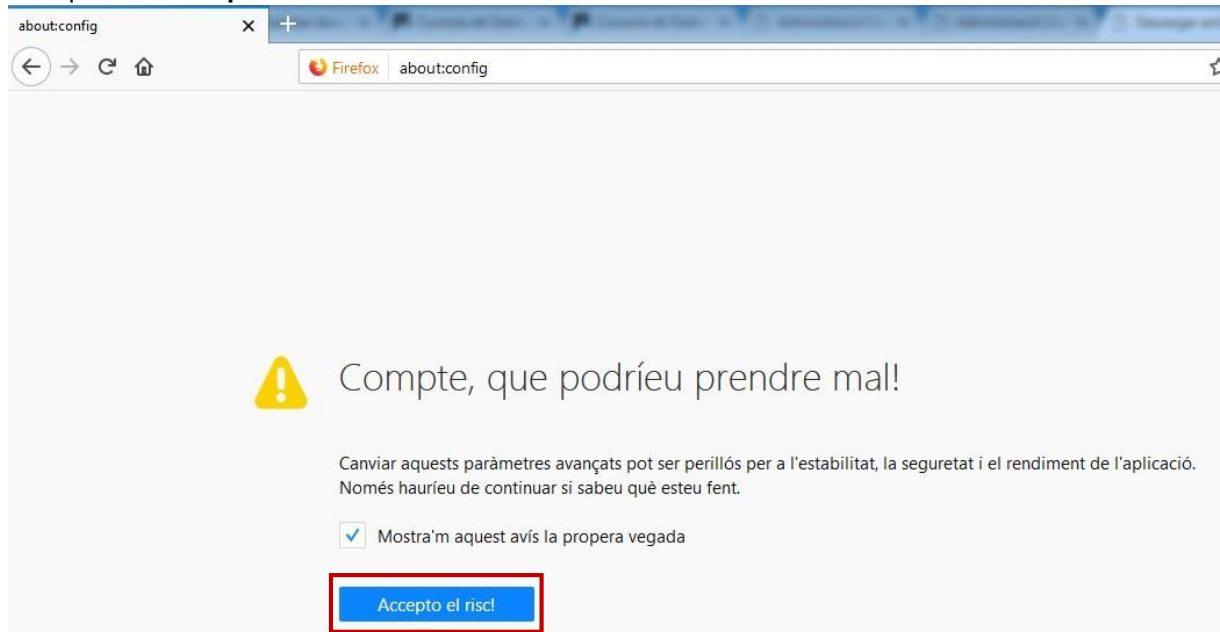 about:config
Firefox about:config
Compte, que podríeu prendre mal!
Canviar aquests paràmetres avançats pot ser perillós per a l'estabilitat, la seguretat i el rendiment de l'aplicació.
Només hauríeu de continuar si sabeu què esteu fent.
Mostra'm aquest avís la propera vegada
Accepto el risc!